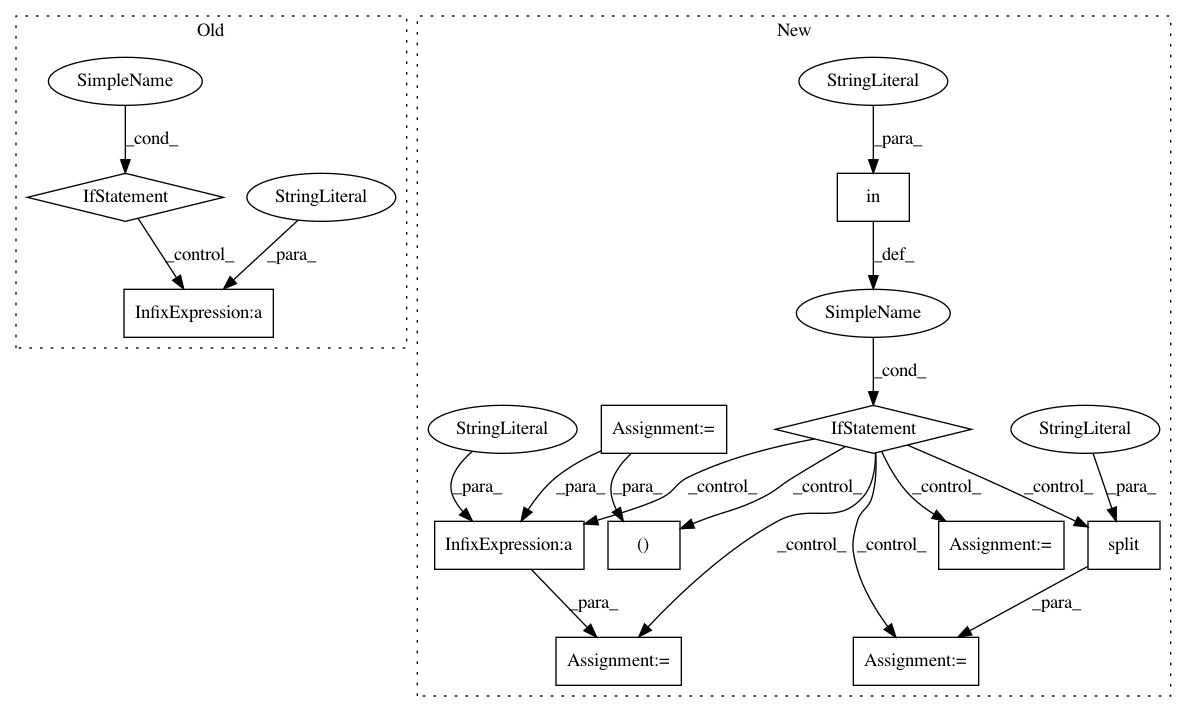 Old
New
SimpleName
StringLiteral
_cond_
_para_
IfStatement
StringLiteral
in
_control_
_para_
_def_
InfixExpression:a
SimpleName
_cond_
StringLiteral
Assignment:=
IfStatement
StringLiteral
_para_
_para_
_para_
_control_
_control_
_control_
_control_
_para_
InfixExpression:a
()
_control_
_control_
Assignment:=
split
_para_
_para_
Assignment:=
Assignment:=